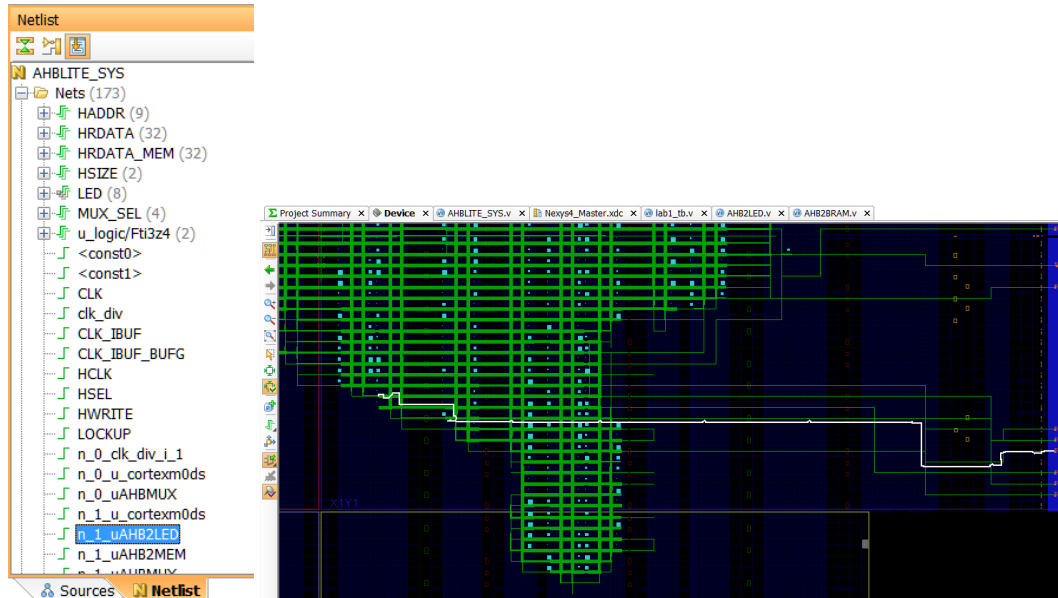 Netlist
AHBLITE_SYS
Nets (173)
HADDR (9)
HRDATA (32)
HRDATA_MEM (32)
HSIZE (2)
LED (8)
MUX_SEL (4)
u_logic/Fti3z4 (2)
<const0>
<const1>
CLK
clk_div
CLK_IBUF
CLK_IBUF_BUFG
HCLK
HSEL
HWRITE
LOCKUP
n_0_clk_div_i_1
n_0_u_cortexm0ds
n_0_uAHBMUX
n_1_u_cortexm0ds
n_1_uAHB2LED
n_1_uAHB2MEM
n_1_uAHBMUX
Sources Netlist
Project Summary Device AHBLITE_SYS.v Nexys4_Master.xdc lab1_tb.v AHB2LED.v AHB2BRAM.v
X1Y1